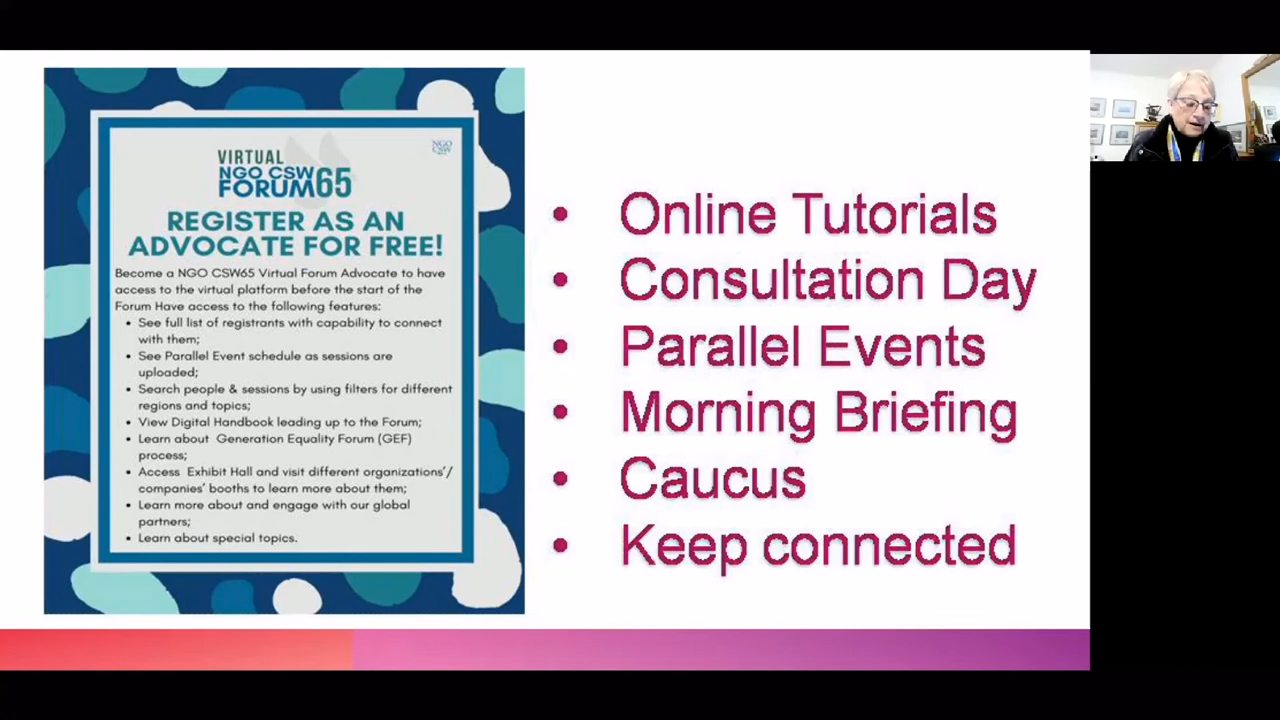 NGO
CSW
VIRTUAL
NGO CSW
FORUM65
REGISTER AS AN
ADVOCATE FOR FREE!
Become a NGO CSW65 Virtual Forum Advocate to have
access to the virtual platform before the start of the
Forum Have access to the following features:
• See full list of registrants with capability to connect
with them;
• See Parallel Event schedule as sessions are
uploaded;
• Search people & sessions by using filters for different
regions and topics;
• View Digital Handbook leading up to the Forum;
• Learn about Generation Equality Forum (GEF)
process;
• Access Exhibit Hall and visit different organizations'/
companies' booths to learn more about them;
• Learn more about and engage with our global
partners;
• Learn about special topics.
• Online Tutorials
• Consultation Day
• Parallel Events
• Morning Briefing
• Caucus
• Keep connected